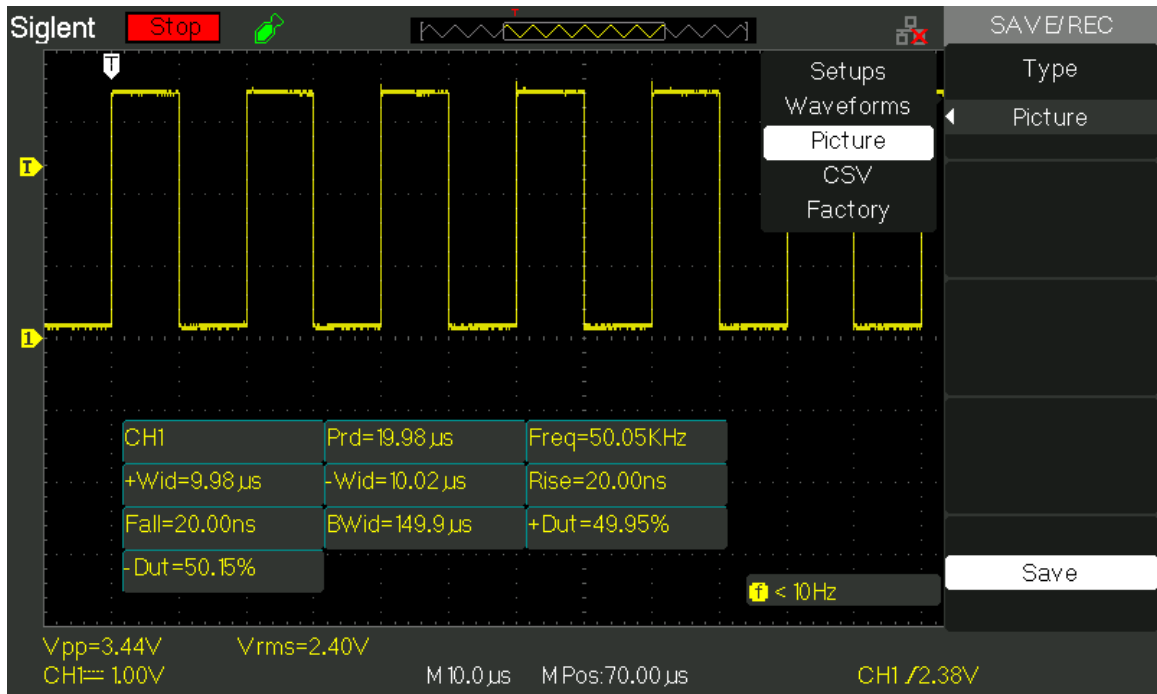 Siglent Stop T SAVE/REC
T
Setups
Type
Waveforms
Picture
Picture
CSV
Factory
T
1
CH1 Prd=19.98µs Freq=50.05KHz
+Wid=9.98µs -Wid=10.02µs Rise=20.00ns
Fall=20.00ns BWid=149.9µs +Dut=49.95%
-Dut=50.15%
Save
f < 10Hz
Vpp=3.44V Vrms=2.40V
CH1 1.00V M 10.0µs M Pos:70.00µs CH1 /2.38V